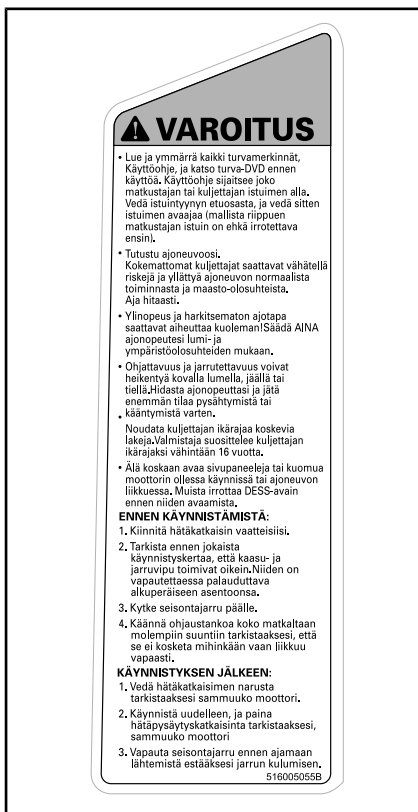 VAROITUS
• Lue ja ymmärrä kaikki turvamerkinnät,
Käyttöohje, ja katso turva-DVD ennen
käyttöä. Käyttöohje sijaitsee joko
matkustajan tai kuljettajan istuimen alla.
Vedä istuintyynyn etuosasta, ja vedä sitten
istuimen avaajaa (mallista riippuen
matkustajan istuin on ehkä irrotettava
ensin).
• Tutustu ajoneuvoosi.
Kokemattomat kuljettajat saattavat vähätellä
riskejä ja yllättyä ajoneuvon normaalista
toiminnasta ja maasto-olosuhteista.
Aja hitaasti.
• Ylinopeus ja harkitsematon ajotapa
saattavat aiheuttaa kuoleman!Säädä AINA
ajonopeutesi lumi- ja
ympäristöolosuhteiden mukaan.
• Ohjattavuus ja jarrutettavuus voivat
heikentyä kovalla lumella, jäällä tai
tiellä.Hidasta ajonopeuttasi ja jätä
enemmän tilaa pysähtymistä tai
kääntymistä varten.
• Noudata kuljettajan ikärajaa koskevia
lakeja.Valmistaja suosittelee kuljettajan
ikärajaksi vähintään 16 vuotta.
• Älä koskaan avaa sivupaneeleja tai kuomua
moottorin ollessa käynnissä tai ajoneuvon
liikkuessa. Muista irrottaa DESS-avain
ennen niiden avaamista.
ENNEN KÄYNNISTÄMISTÄ:
1. Kiinnitä hätäkatkaisin vaatteisiisi.
2. Tarkista ennen jokaista
käynnistyskertaa, että kaasu- ja
jarruvipu toimivat oikein.Niiden on
vapautettaessa palauduttava
alkuperäiseen asentoonsa.
3. Kytke seisontajarru päälle.
4. Käännä ohjaustankoa koko matkaltaan
molempiin suuntiin tarkistaaksesi, että
se ei kosketa mihinkään vaan liikkuu
vapaasti.
KÄYNNISTYKSEN JÄLKEEN:
1. Vedä hätäkatkaisimen narusta
tarkistaaksesi sammuuko moottori.
2. Käynnistä uudelleen, ja paina
hätäpysäytyskatkaisinta tarkistaaksesi,
sammuuko moottori
3. Vapauta seisontajarru ennen ajamaan
lähtemistä estääksesi jarrun kulumisen.
516005055B